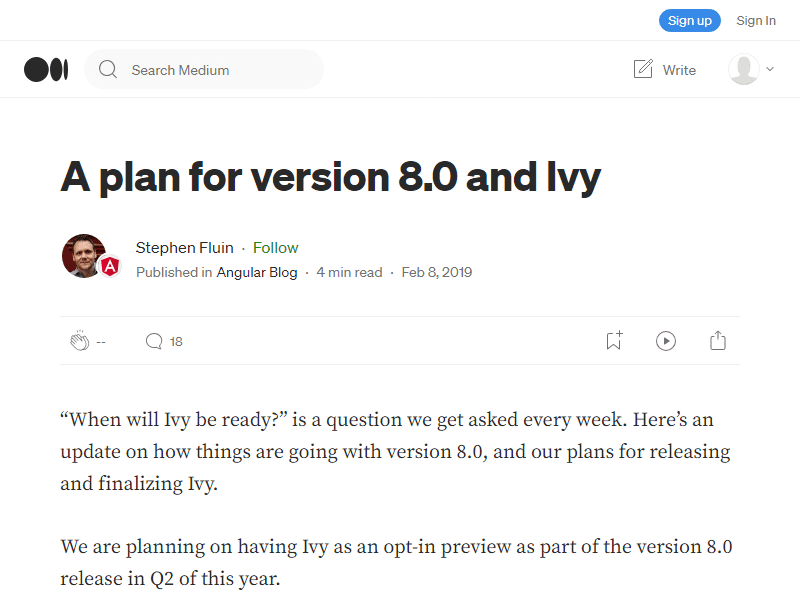 Sign up Sign In
Search Medium Write
A plan for version 8.0 and Ivy
Stephen Fluin · Follow
Published in Angular Blog · 4 min read · Feb 8, 2019
-- 18
“When will Ivy be ready?” is a question we get asked every week. Here’s an
update on how things are going with version 8.0, and our plans for releasing
and finalizing Ivy.
We are planning on having Ivy as an opt-in preview as part of the version 8.0
release in Q2 of this year.